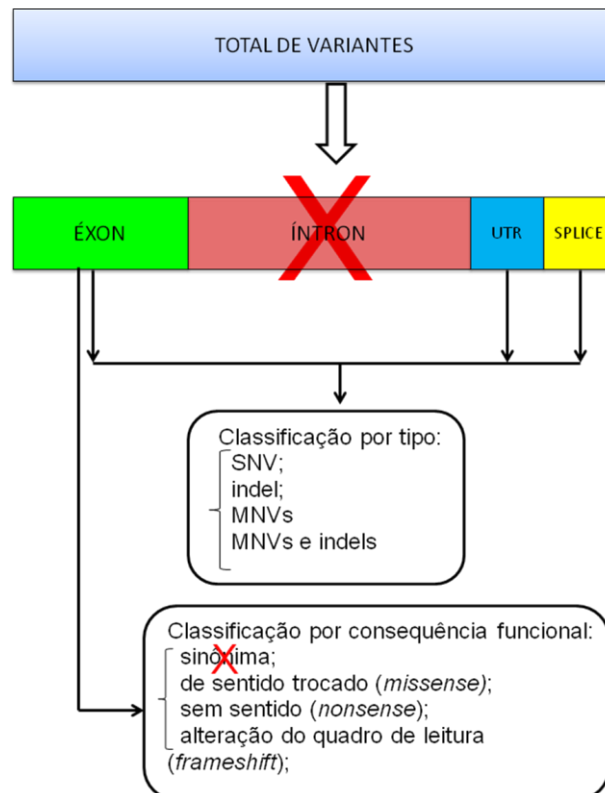 TOTAL DE VARIANTES
ÉXON ÍNTRON UTR SPLICE
Classificação por tipo:
SNV;
indel;
MNVs
MNVs e indels
Classificação por consequência funcional:
sinônima;
de sentido trocado (missense);
sem sentido (nonsense);
alteração do quadro de leitura
(frameshift);